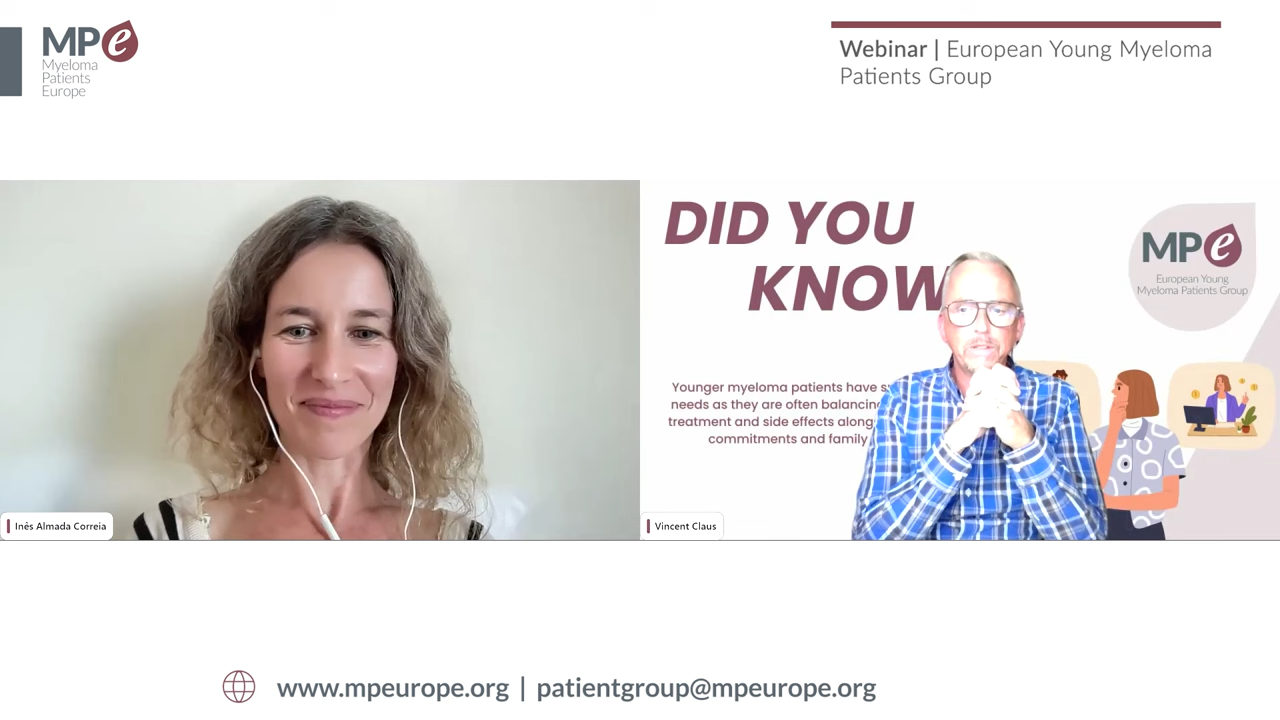 MPe
Myeloma
Patients
Europe
Webinar | European Young Myeloma
Patients Group
DID YOU
KNOW
MPe
European Young
Myeloma Patients Group
Younger myeloma patients have
needs as they are often balancing
treatment and side effects along
commitments and family
Inês Almada Correia
Vincent Claus
www.mpeurope.org | patientgroup@mpeurope.org